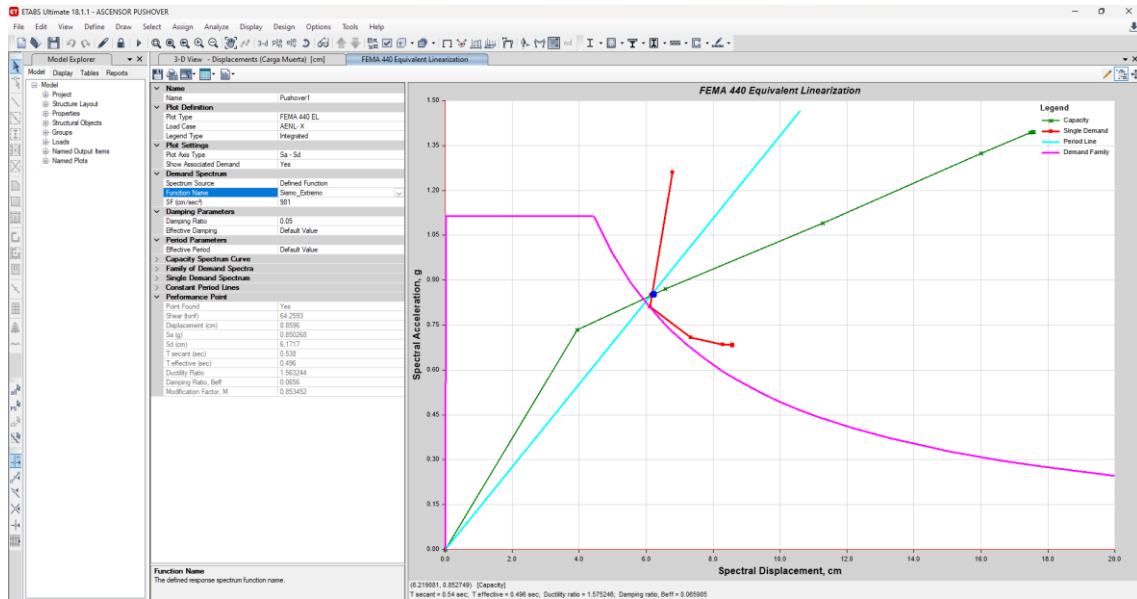 ETABS Ultimate 18.1.1 - ASCENSOR PUSHOVER
File Edit View Define Draw Select Assign Analyze Display Design Options Tools Help
3-d
nd
Model Explorer
3-D View - Displacements (Carga Muerta) [cm]
FEMA 440 Equivalent Linearization
Model Display Tables Reports
Model
Project
Structure Layout
Properties
Structural Objects
Groups
Loads
Named Output Items
Named Plots
Name
Name Pushover1
Plot Definition
Plot Type FEMA 440 EL
Load Case AENL-X
Legend Type Integrated
Plot Settings
Plot Axis Type Sa - Sd
Show Associated Demand Yes
Demand Spectrum
Spectrum Source Defined Function
Function Name Sismo_Extremo
SF (cm/sec²) 981
Damping Parameters
Damping Ratio 0.05
Effective Damping Default Value
Period Parameters
Effective Period Default Value
Capacity Spectrum Curve
Family of Demand Spectra
Single Demand Spectrum
Constant Period Lines
Performance Point
Point Found Yes
Shear (tonf) 64.2593
Displacement (cm) 8.8596
Sa (g) 0.850268
Sd (cm) 6.1717
T secant (sec) 0.538
T effective (sec) 0.496
Ductility Ratio 1.563244
Damping Ratio, Beff 0.0656
Modification Factor, M 0.853452
Function Name
The defined response spectrum function name.
FEMA 440 Equivalent Linearization
Legend
Capacity
Single Demand
Period Line
Demand Family
Spectral Acceleration, g
1.50
1.35
1.20
1.05
0.90
0.75
0.60
0.45
0.30
0.15
0.00
0.0 2.0 4.0 6.0 8.0 10.0 12.0 14.0 16.0 18.0 20.0
Spectral Displacement, cm
(6.219081, 0.852749) [Capacity]
T secant = 0.54 sec; T effective = 0.496 sec; Ductility ratio = 1.575246; Damping ratio, Beff = 0.065905